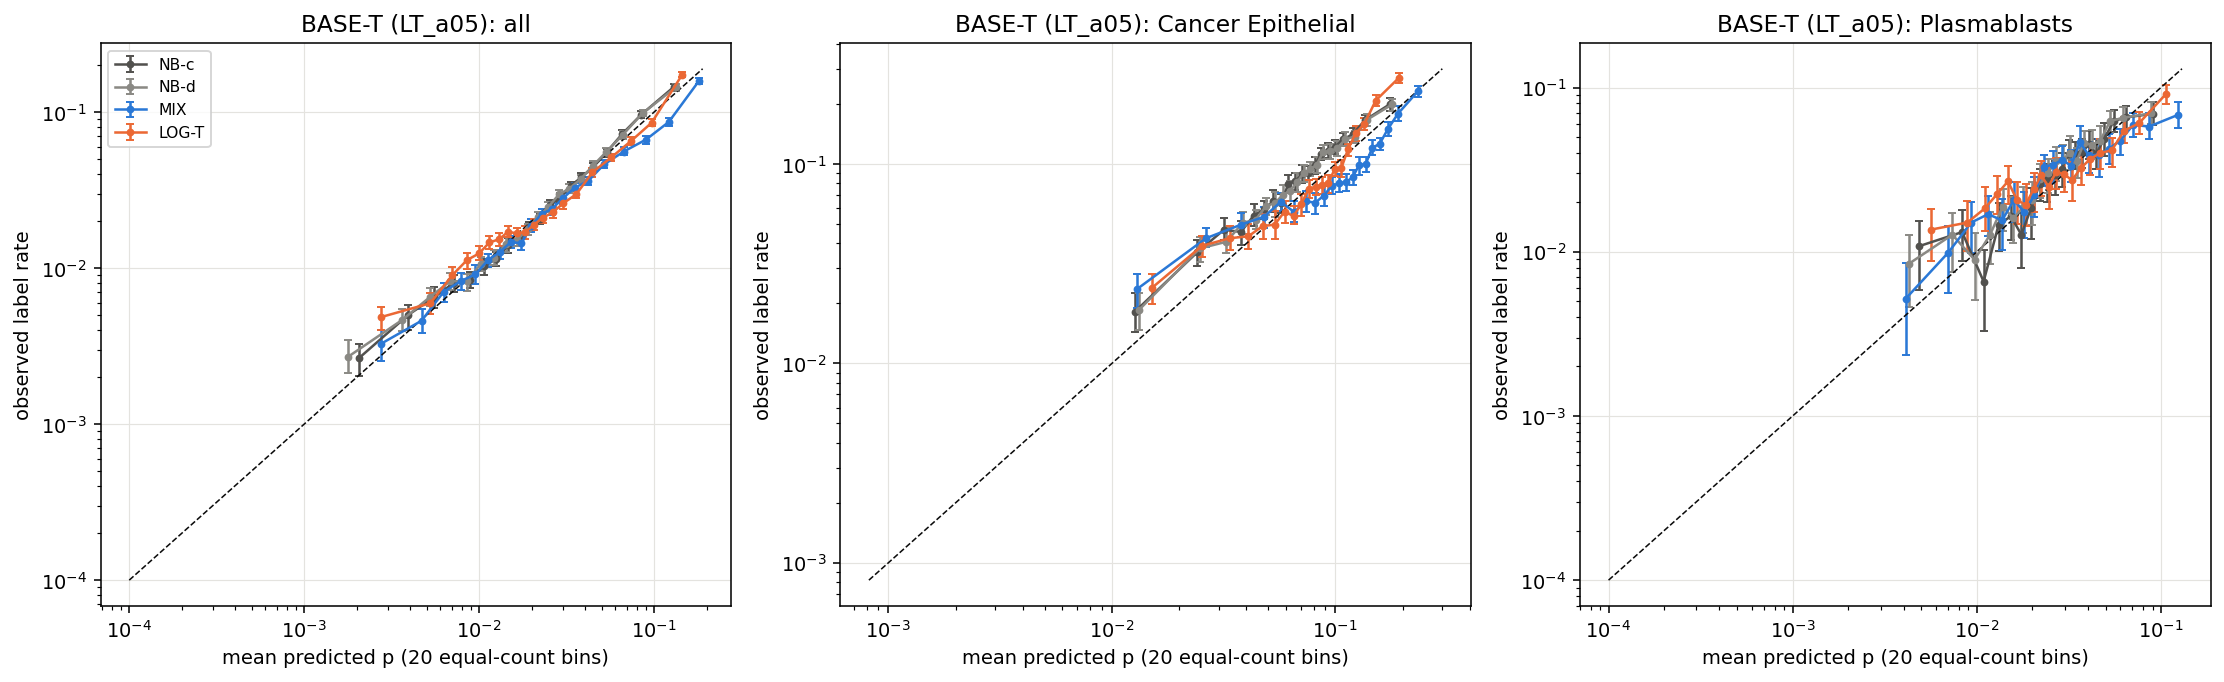 BASE-T (LT_a05): all
NB-c
NB-d
MIX
LOG-T
observed label rate
10⁻¹
10⁻²
10⁻³
10⁻⁴
10⁻⁴
10⁻³
10⁻²
10⁻¹
mean predicted p (20 equal-count bins)
BASE-T (LT_a05): Cancer Epithelial
observed label rate
10⁻¹
10⁻²
10⁻³
10⁻³
10⁻²
10⁻¹
mean predicted p (20 equal-count bins)
BASE-T (LT_a05): Plasmablasts
observed label rate
10⁻¹
10⁻²
10⁻³
10⁻⁴
10⁻⁴
10⁻³
10⁻²
10⁻¹
mean predicted p (20 equal-count bins)